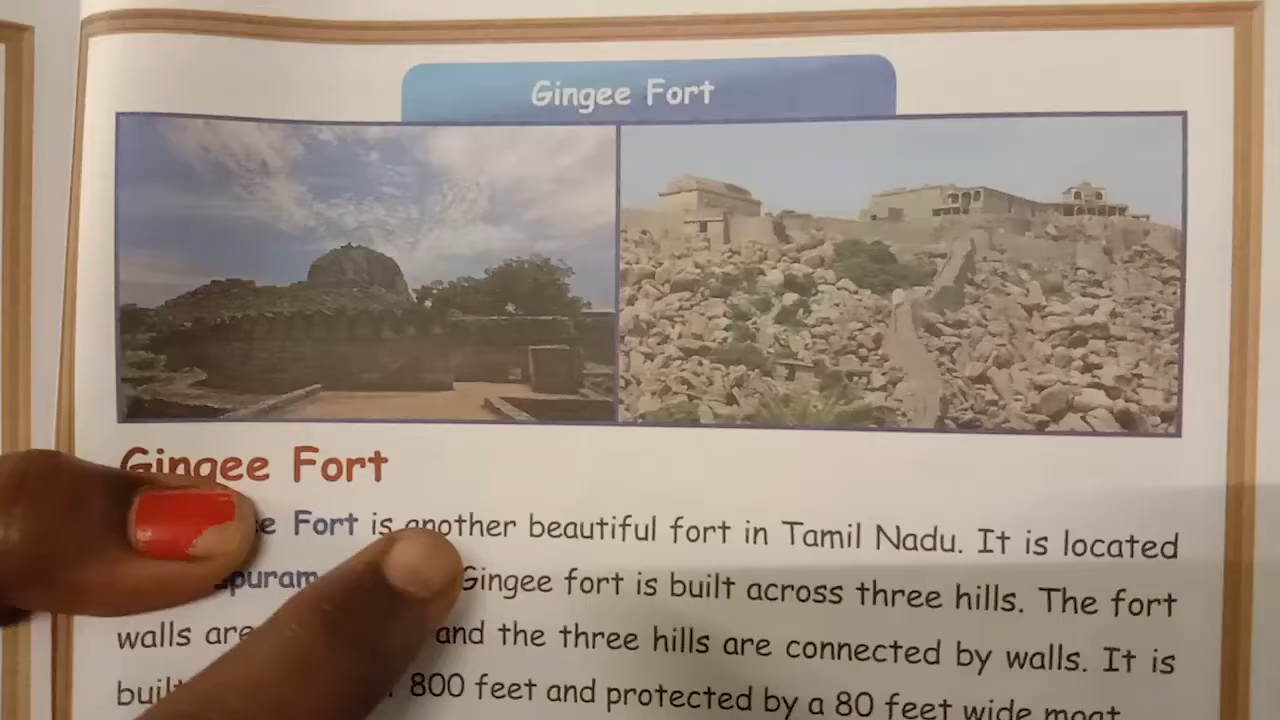 Gingee Fort
Gingee Fort
Fort is another beautiful fort in Tamil Nadu. It is located
Gingee fort is built across three hills. The fort
walls are and the three hills are connected by walls. It is
800 feet and protected by a 80 feet wide moat